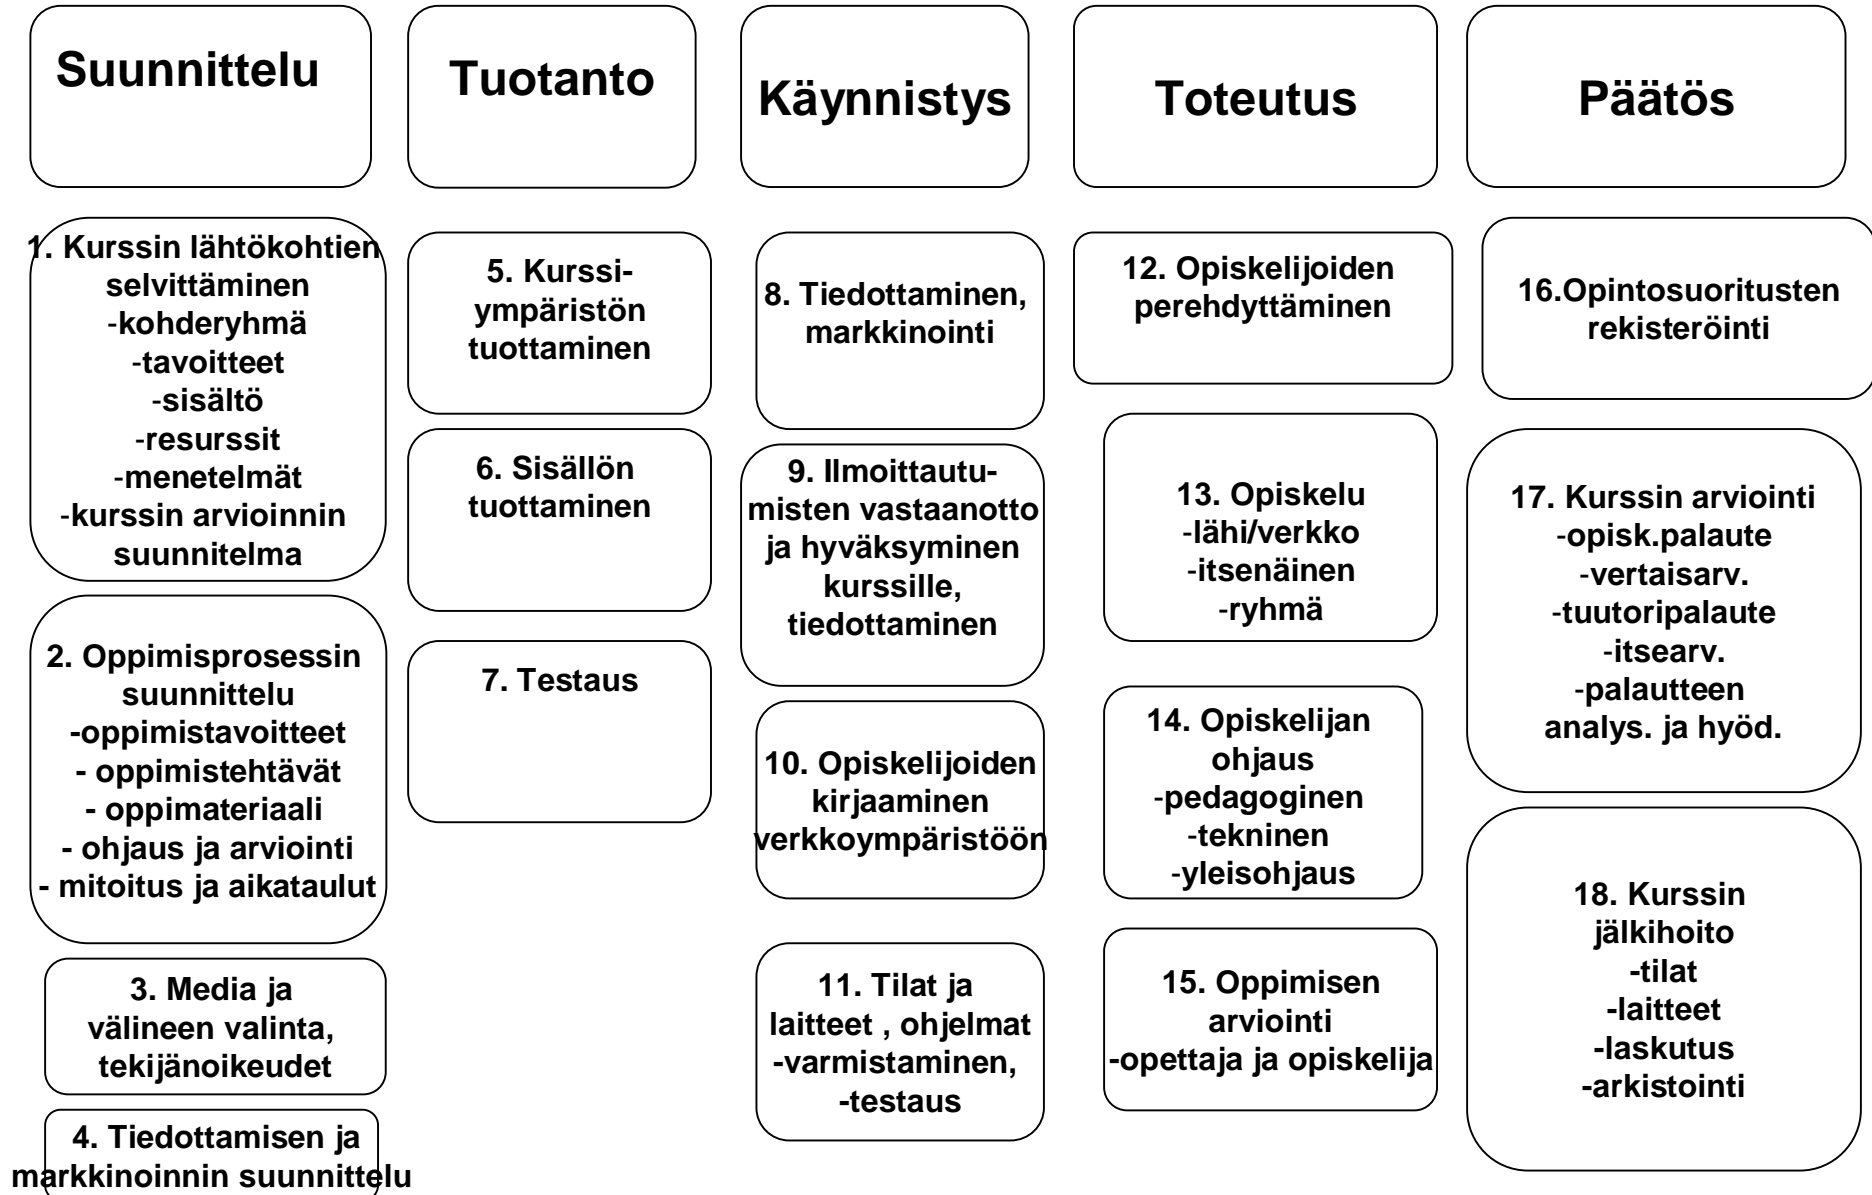 Suunnittelu
Tuotanto
Käynnistys
Toteutus
Päätös
1. Kurssin lähtökohtien
selvittäminen
-kohderyhmä
-tavoitteet
-sisältö
-resurssit
-menetelmät
-kurssin arvioinnin
suunnitelma
2. Oppimisprosessin
suunnittelu
-oppimistavoitteet
- oppimistehtävät
- oppimateriaali
- ohjaus ja arviointi
- mitoitus ja aikataulut
3. Media ja
välineen valinta,
tekijänoikeudet
4. Tiedottamisen ja
markkinoinnin suunnittelu
5. Kurssi-
ympäristön
tuottaminen
6. Sisällön
tuottaminen
7. Testaus
8. Tiedottaminen,
markkinointi
9. Ilmoittautu-
misten vastaanotto
ja hyväksyminen
kurssille,
tiedottaminen
10. Opiskelijoiden
kirjaaminen
verkkoympäristöön
11. Tilat ja
laitteet , ohjelmat
-varmistaminen,
-testaus
12. Opiskelijoiden
perehdyttäminen
13. Opiskelu
-lähi/verkko
-itsenäinen
-ryhmä
14. Opiskelijan
ohjaus
-pedagoginen
-tekninen
-yleisohjaus
15. Oppimisen
arviointi
-opettaja ja opiskelija
16.Opintosuoritusten
rekisteröinti
17. Kurssin arviointi
-opisk.palaute
-vertaisarv.
-tuutoripalaute
-itsearv.
-palautteen
analys. ja hyöd.
18. Kurssin
jälkihoito
-tilat
-laitteet
-laskutus
-arkistointi